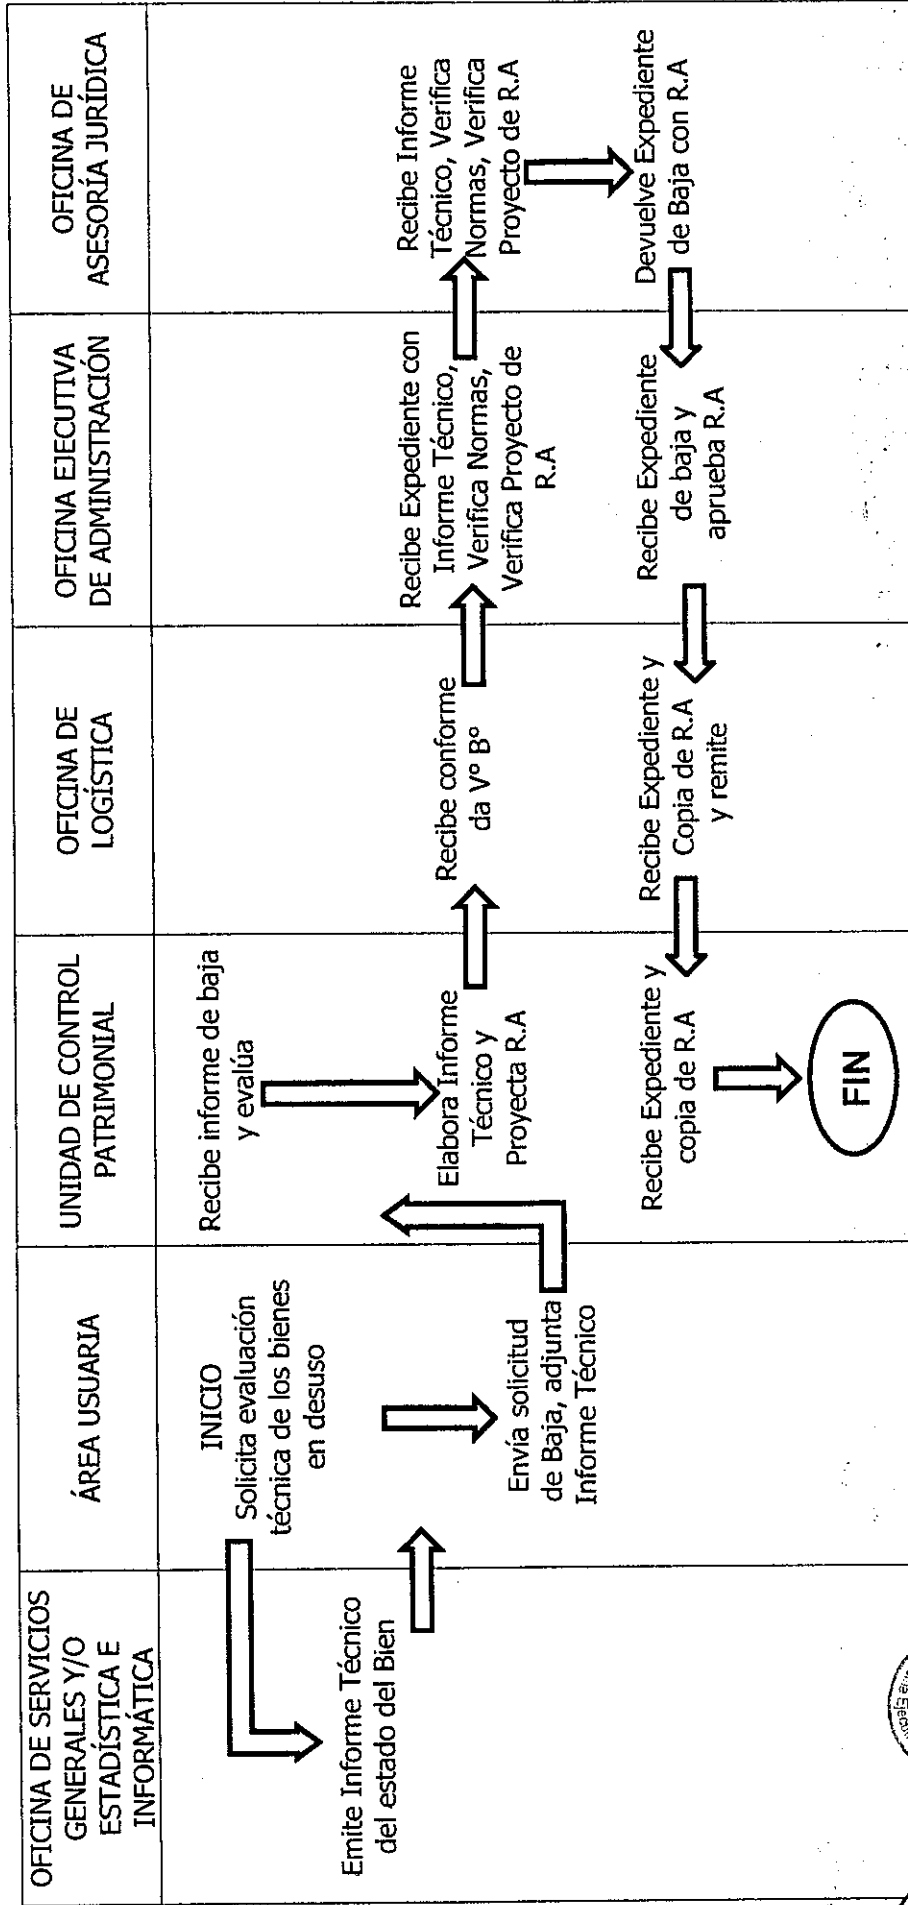 OFICINA DE SERVICIOS
GENERALES Y/O
ESTADÍSTICA E
INFORMÁTICA
ÁREA USUARIA
UNIDAD DE CONTROL
PATRIMONIAL
OFICINA DE
LOGÍSTICA
OFICINA EJECUTIVA
DE ADMINISTRACIÓN
OFICINA DE
ASESORÍA JURÍDICA
INICIO
Solicita evaluación
técnica de los bienes
en desuso
Emite Informe Técnico
del estado del Bien
Envía solicitud
de Baja, adjunta
Informe Técnico
Recibe informe de baja
y evalúa
Elabora Informe
Técnico y
Proyecta R.A
Recibe conforme
da Vº Bº
Recibe Expediente con
Informe Técnico,
Verifica Normas,
Verifica Proyecto de
R.A
Recibe Informe
Técnico, Verifica
Normas, Verifica
Proyecto de R.A
Devuelve Expediente
de Baja con R.A
Recibe Expediente
de baja y
aprueba R.A
Recibe Expediente y
Copia de R.A
y remite
Recibe Expediente y
copia de R.A
FIN